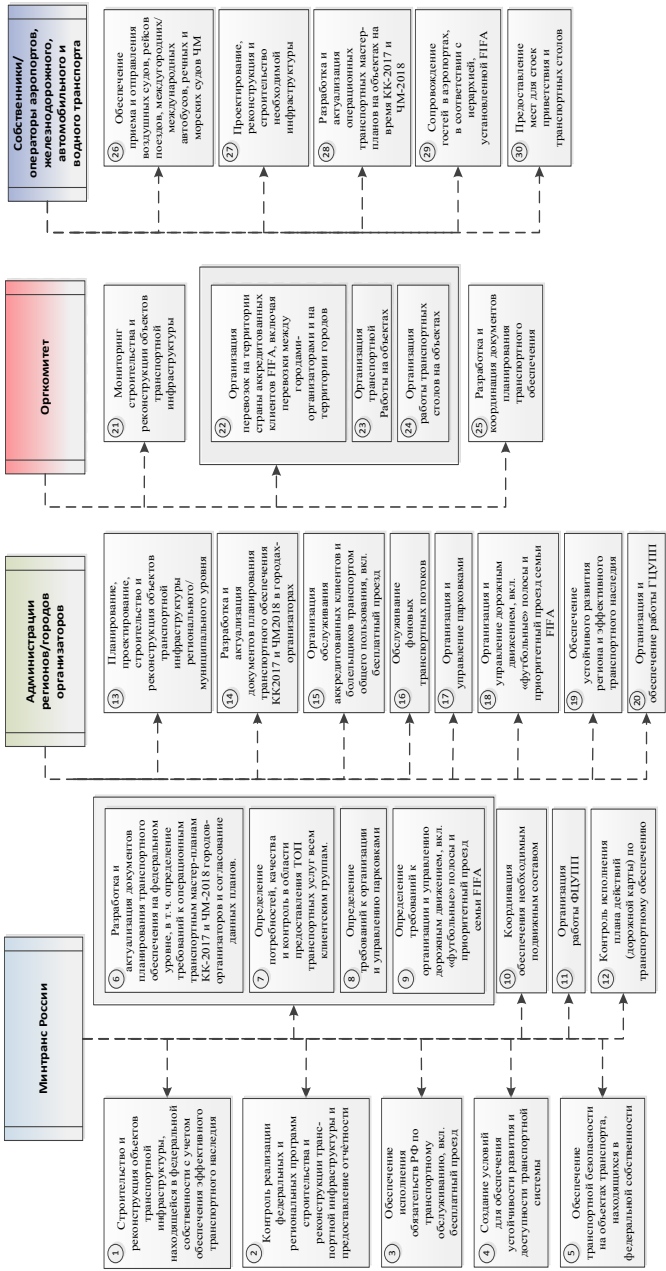 Минтранс России
1 Строительство и
реконструкция объектов
транспортной
инфраструктуры,
находящейся в федеральной
собственности с учетом
обеспечения эффективного
транспортного наследия
2 Контроль реализации
федеральных и
региональных программ
строительства и
реконструкции транс-
портной инфраструктуры и
предоставление отчётности
3 Обеспечение
исполнения
обязательств РФ по
транспортному
обслуживанию, вкл.
бесплатный проезд
4 Создание условий
для обеспечения
устойчивости развития и
доступности транспортной
системы
5 Обеспечение
транспортной безопасности
на объектах транспорта,
находящихся в
федеральной собственности
6 Разработка и
актуализация документов
планирования транспортного
обеспечения на федеральном
уровне, в т.ч. определение
требований к операционным
транспортным мастер-планам
КК-2017 и ЧМ-2018 городов-
организаторов и согласование
данных планов.
7 Определение
потребностей, качества
и контроль в области
предоставления ТОП
транспортных услуг всем
клиентским группам.
8 Определение
требований к организации
и управлению парковками
9 Определение
требований к
организации и управлению
дорожным движением, вкл.
«футбольные» полосы и
приоритетный проезд
семьи FIFA
10 Координация
обеспечения необходимым
подвижным составом
11 Организация
работы ФЦУПП
12 Контроль исполнения
плана действий
(дорожной карты) по
транспортному обеспечению
Администрации
регионов/городов
организаторов
13 Планирование,
проектирование,
строительство и
реконструкция объектов
транспортной
инфраструктуры
регионального/
муниципального уровня
14 Разработка и
актуализация
документов планирования
транспортного обеспечения
КК2017 и ЧМ2018 в городах-
организаторах
15 Организация
обслуживания
аккредитованных клиентов и
болельщиков транспортом
общего пользования, вкл.
бесплатный проезд
16 Обслуживание
фоновых
транспортных потоков
17 Организация и
управление парковками
18 Организация и
управление дорожным
движением, вкл.
«футбольные» полосы и
приоритетный проезд семьи
FIFA
19 Обеспечение
устойчивого развития
региона и эффективного
транспортного наследия
20 Организация и
обеспечение работы ГЦУПП
Оргкомитет
21 Мониторинг
строительства и
реконструкции объектов
транспортной
инфраструктуры
22 Организация
перевозок на территории
страны аккредитованных
клиентов FIFA, включая
перевозки между
городами-
организаторами и на
территории городов
23 Организация
транспортной
Работы на объектах
24 Организация
работы транспортных
столов на объектах
25 Разработка и
координация документов
планирования
транспортного
обеспечения
Собственники/
операторы аэропортов,
железнодорожного,
автомобильного и
водного транспорта
26 Обеспечение
приема и отправления
воздушных судов, рейсов
поездов, междугородних/
международных
автобусов, речных и
морских судов ЧМ
27 Проектирование,
реконструкция и
строительство
необходимой
инфраструктуры
28 Разработка и
актуализация
операционных
транспортных мастер-
планов на объектах на
время КК-2017 и
ЧМ-2018
29 Сопровождение
гостей в аэропортах,
в соответствии с
иерархией,
установленной FIFA
30 Предоставление
мест для стоек
приветствия и
транспортных столов